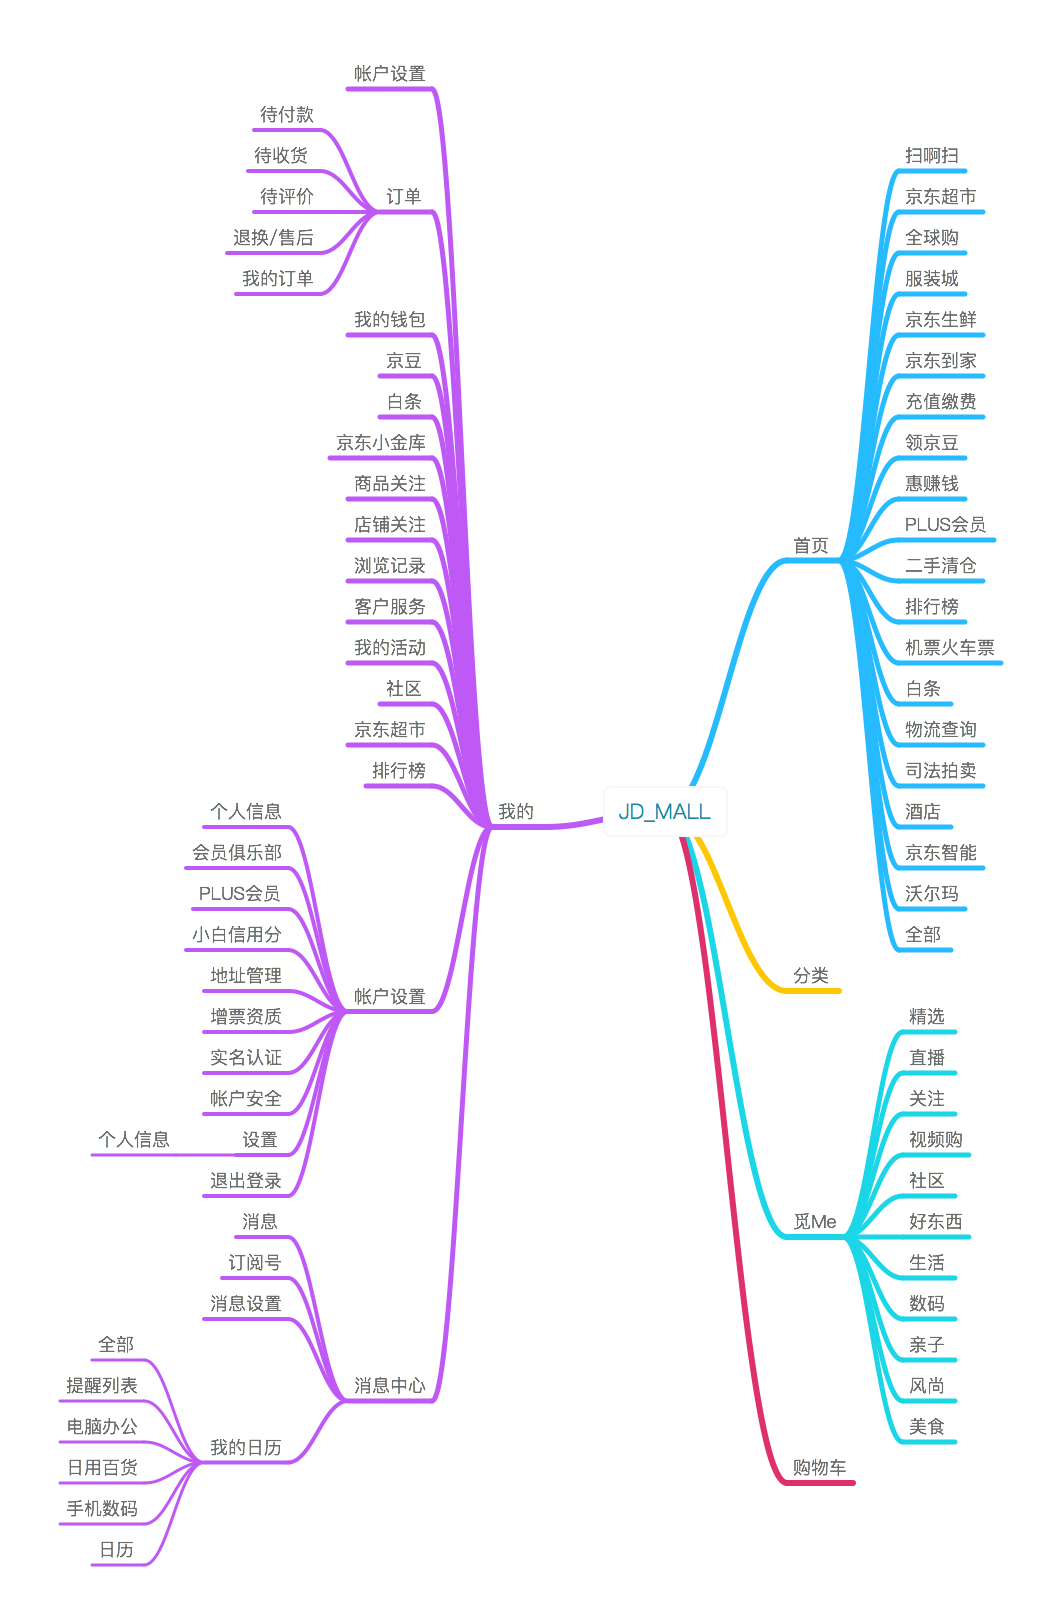 JD_MALL
首页
扫啊扫
京东超市
全球购
服装城
京东生鲜
京东到家
充值缴费
领京豆
惠赚钱
PLUS会员
二手清仓
排行榜
机票火车票
白条
物流查询
司法拍卖
酒店
京东智能
沃尔玛
全部
分类
觅Me
精选
直播
关注
视频购
社区
好东西
生活
数码
亲子
风尚
美食
购物车
我的
帐户设置
订单
待付款
待收货
待评价
退换/售后
我的订单
我的钱包
京豆
白条
京东小金库
商品关注
店铺关注
浏览记录
客户服务
我的活动
社区
京东超市
排行榜
帐户设置
个人信息
会员俱乐部
PLUS会员
小白信用分
地址管理
增票资质
实名认证
帐户安全
设置
个人信息
退出登录
消息中心
消息
订阅号
消息设置
我的日历
全部
提醒列表
电脑办公
日用百货
手机数码
日历